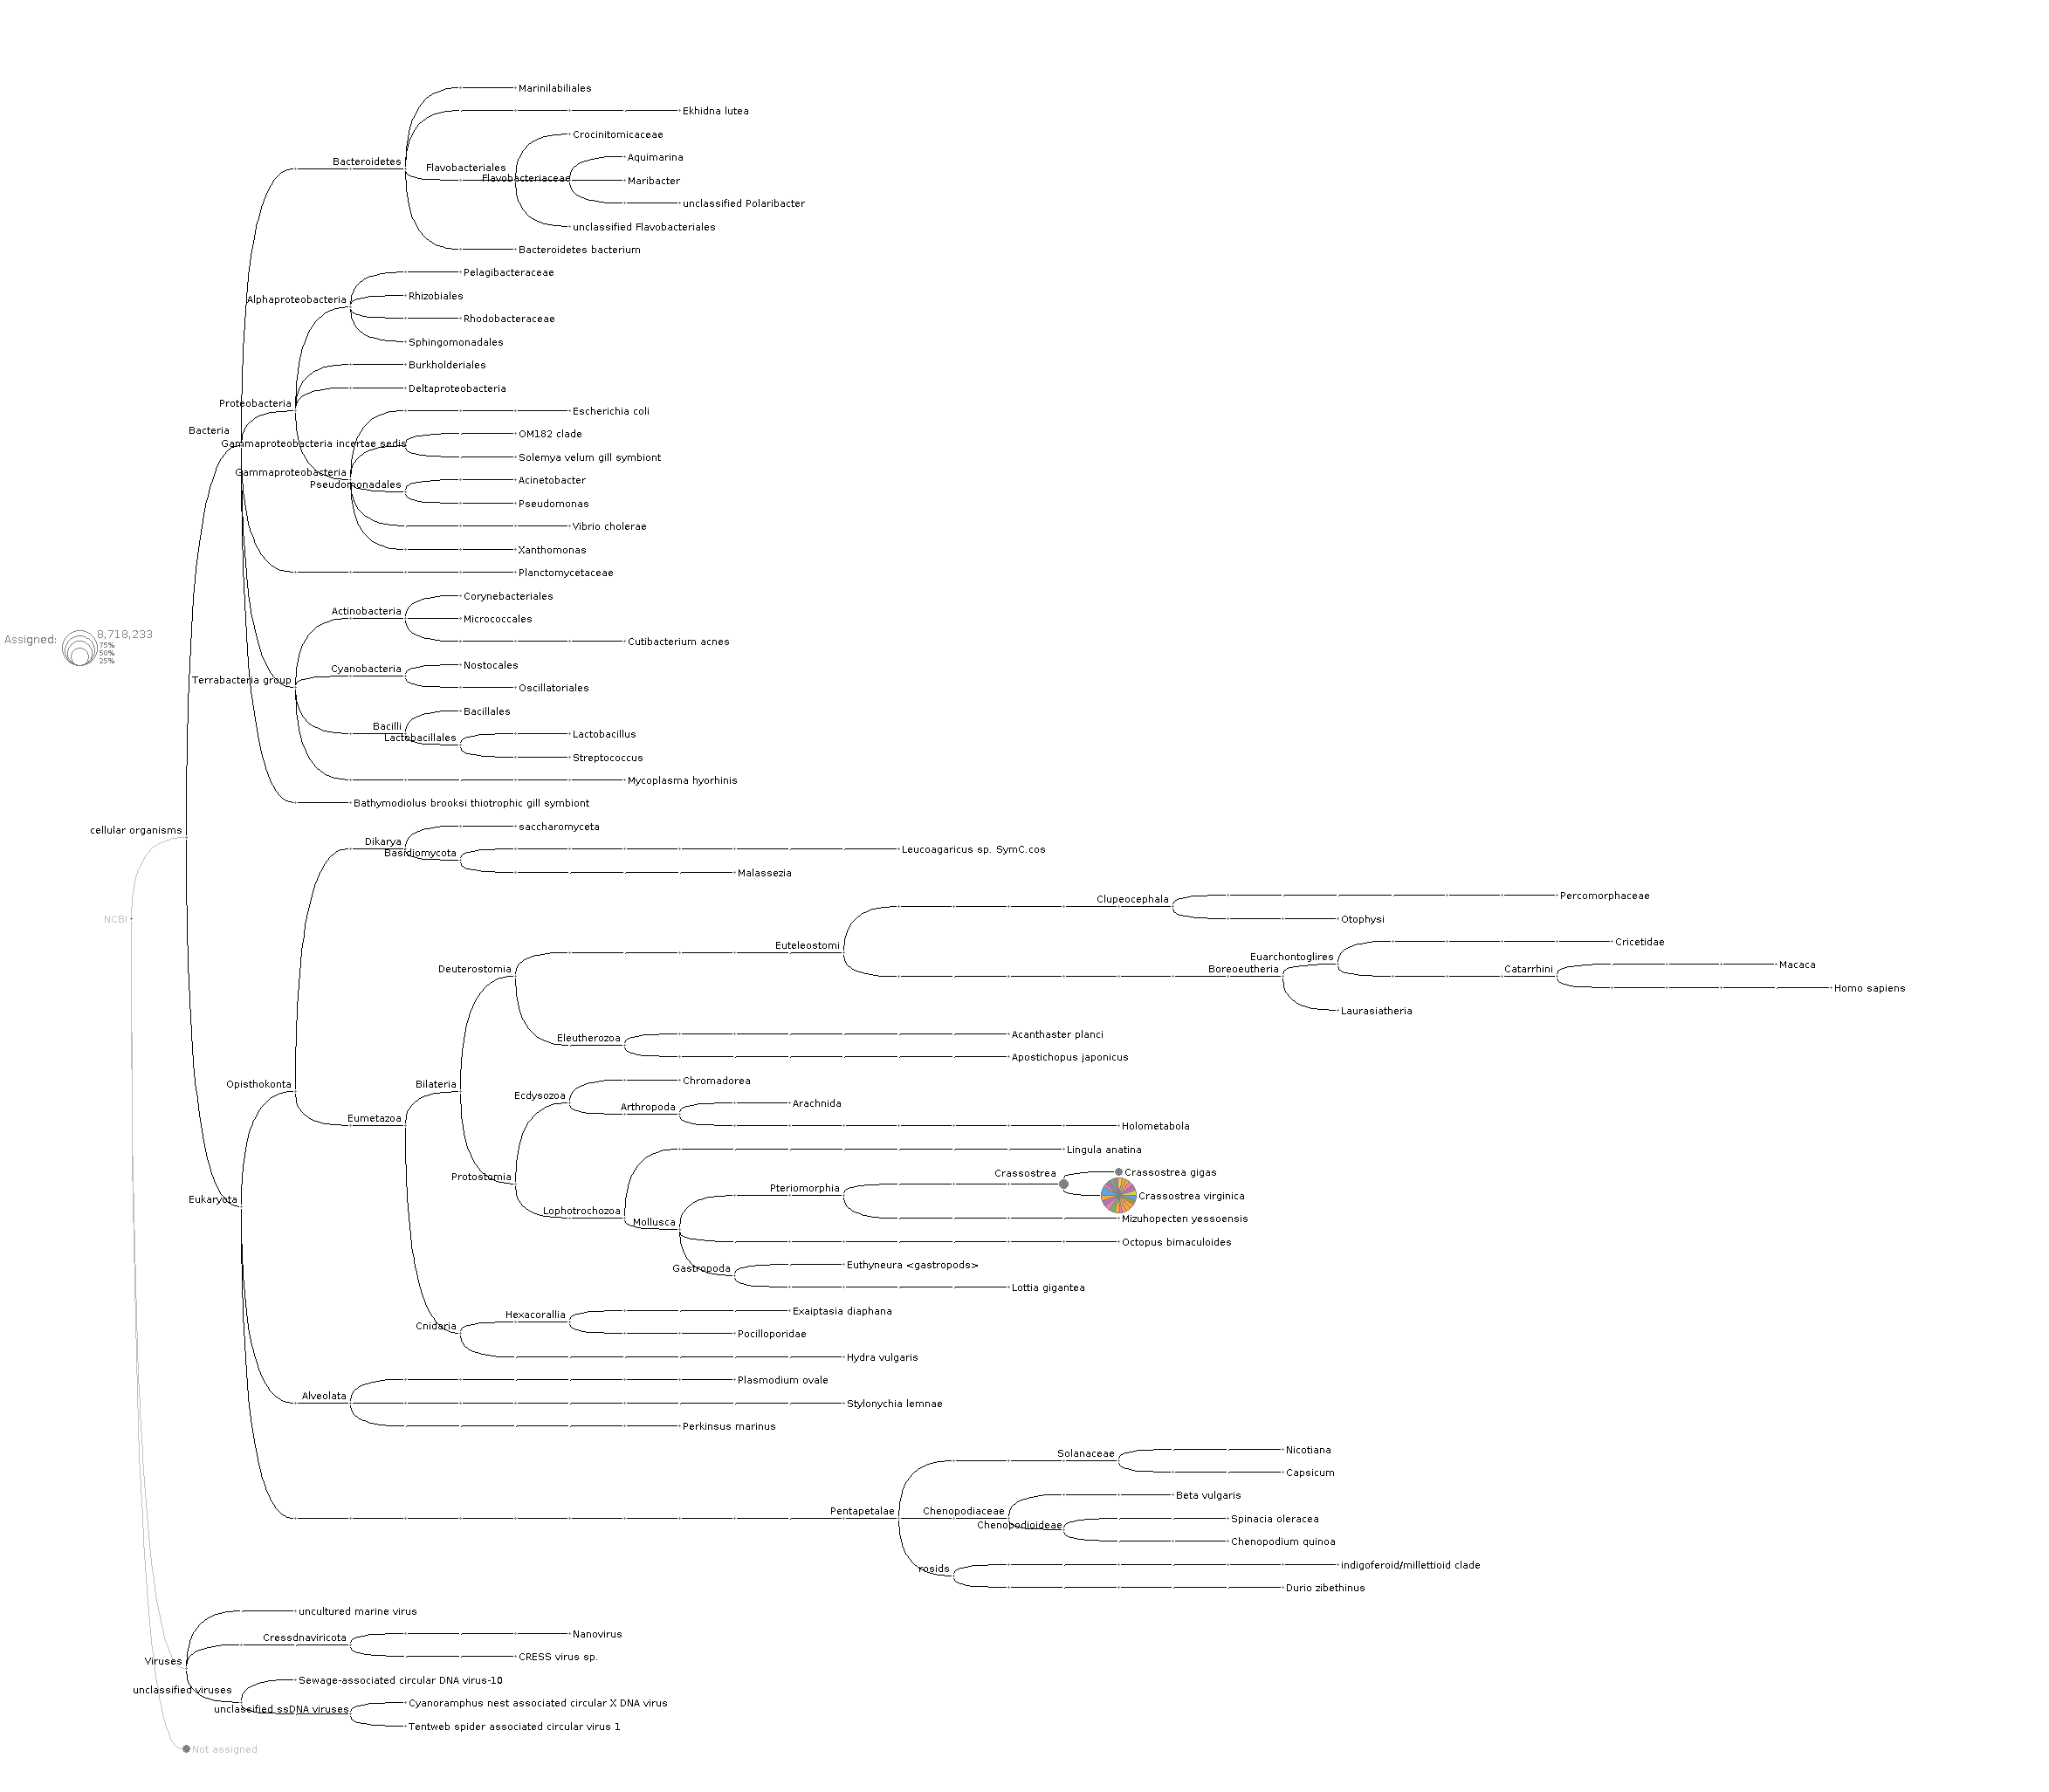 Marinilabiliales
Ekhidna lutea
Crocinitomicaceae
Aquimarina
Bacteroidetes
Flavobacteriales
Flavobacteriaceae
Maribacter
unclassified Polaribacter
unclassified Flavobacteriales
Bacteroidetes bacterium
Pelagibacteraceae
Alphaproteobacteria
Rhizobiales
Rhodobacteraceae
Sphingomonadales
Burkholderiales
Deltaproteobacteria
Proteobacteria
Escherichia coli
Bacteria
OM182 clade
Gammaproteobacteria incertae sedis
Solemya velum gill symbiont
Gammaproteobacteria
Acinetobacter
Pseudomonadales
Pseudomonas
Vibrio cholerae
Xanthomonas
Planctomycetaceae
Corynebacteriales
Actinobacteria
Micrococcales
Assigned:
8,718,233
75%
50%
25%
Cutibacterium acnes
Nostocales
Cyanobacteria
Terrabacteria group
Oscillatoriales
Bacillales
Bacilli
Lactobacillales
Lactobacillus
Streptococcus
Mycoplasma hyorhinis
Bathymodiolus brooksi thiotrophic gill symbiont
cellular organisms
saccharomyceta
Dikarya
Basidiomycota
Leucoagaricus sp. SymC.cos
Malassezia
Percomorphaceae
Clupeocephala
NCBI
Otophysi
Cricetidae
Euteleostomi
Euarchontoglires
Macaca
Deuterostomia
Boreoeutheria
Catarrhini
Homo sapiens
Laurasiatheria
Acanthaster planci
Eleutherozoa
Apostichopus japonicus
Chromadorea
Opisthokonta
Bilateria
Ecdysozoa
Arachnida
Arthropoda
Eumetazoa
Holometabola
Lingula anatina
Protostomia
Crassostrea
Crassostrea gigas
Pteriomorphia
Crassostrea virginica
Eukaryota
Lophotrochozoa
Mollusca
Mizuhopecten yessoensis
Octopus bimaculoides
Gastropoda
Euthyneura <gastropods>
Lottia gigantea
Exaiptasia diaphana
Hexacorallia
Cnidaria
Pocilloporidae
Hydra vulgaris
Plasmodium ovale
Alveolata
Stylonychia lemnae
Perkinsus marinus
Nicotiana
Solanaceae
Capsicum
Beta vulgaris
Pentapetalae
Chenopodiaceae
Chenopodioideae
Spinacia oleracea
Chenopodium quinoa
indigoferoid/millettioid clade
rosids
Durio zibethinus
uncultured marine virus
Nanovirus
Cressdnaviricota
CRESS virus sp.
Viruses
Sewage-associated circular DNA virus-10
unclassified viruses
Cyanoramphus nest associated circular X DNA virus
unclassified ssDNA viruses
Tentweb spider associated circular virus 1
Not assigned